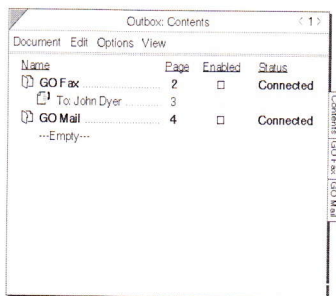 Outbox: Contents < 1 >
Document Edit Options View
Name Page Enabled Status
GO Fax 2 Connected
To: John Dyer 3
GO Mail 4 Connected
---Empty---
Contents
GO Fax
GO Mail